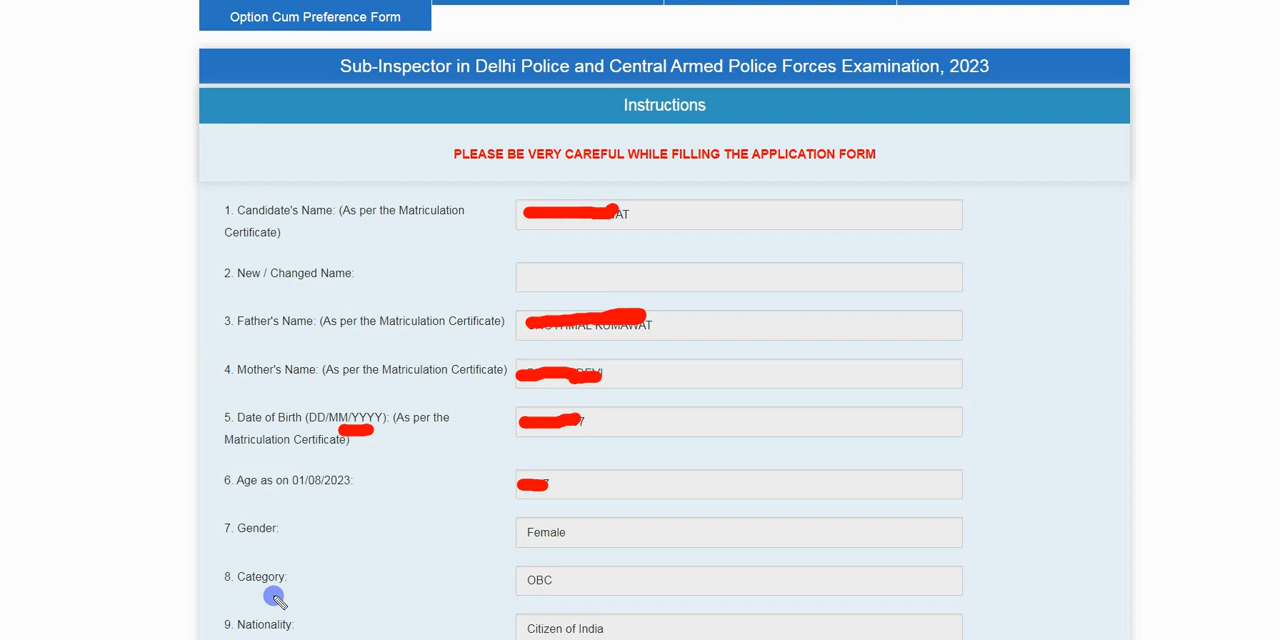 Option Cum Preference Form
Sub-Inspector in Delhi Police and Central Armed Police Forces Examination, 2023
Instructions
PLEASE BE VERY CAREFUL WHILE FILLING THE APPLICATION FORM
1. Candidate's Name: (As per the Matriculation
Certificate)
2. New / Changed Name:
3. Father's Name: (As per the Matriculation Certificate)
4. Mother's Name: (As per the Matriculation Certificate)
5. Date of Birth (DD/MM/YYYY): (As per the
Matriculation Certificate)
6. Age as on 01/08/2023:
7. Gender:
Female
8. Category:
OBC
9. Nationality:
Citizen of India